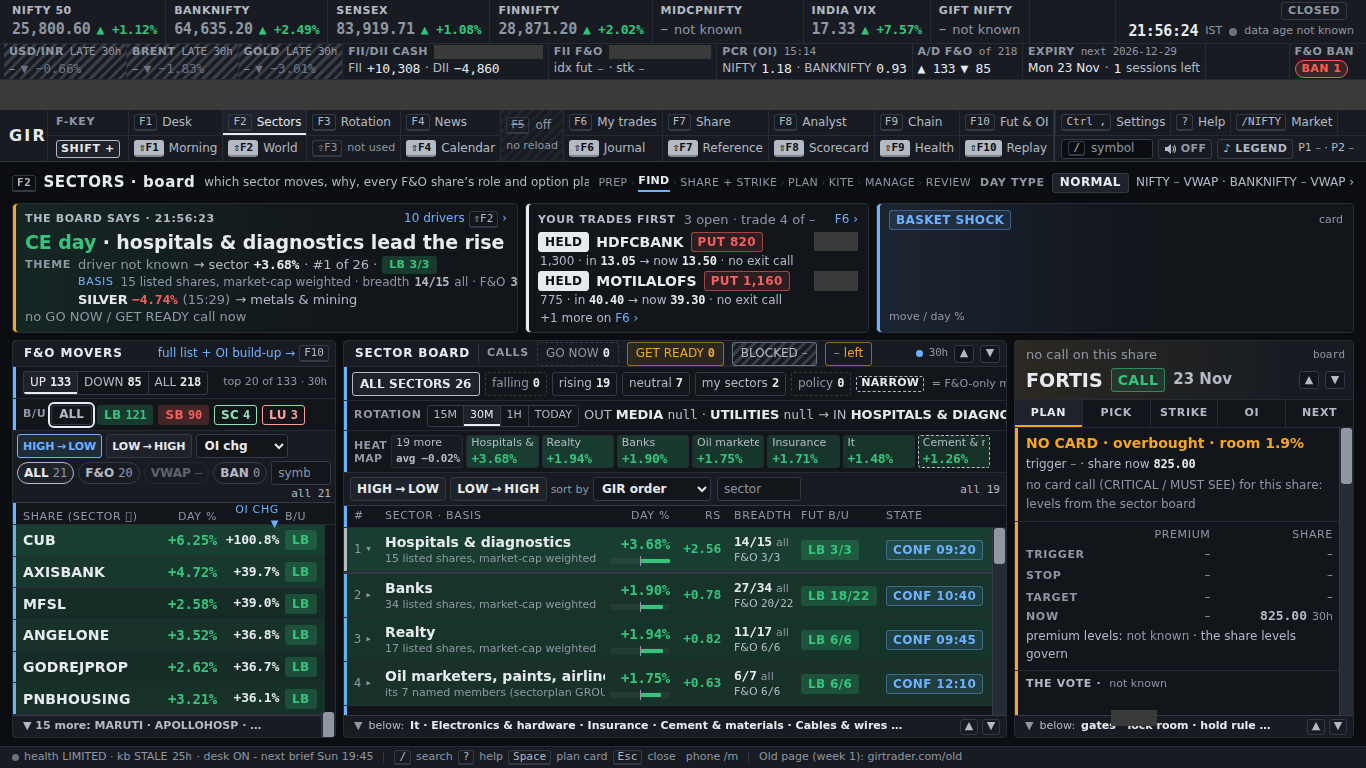 NIFTY 50 BANKNIFTY SENSEX FINNIFTY MIDCPNIFTY INDIA VIX GIFT NIFTY CLOSED
25,800.60 ▲ +1.12% 64,635.20 ▲ +2.49% 83,919.71 ▲ +1.08% 28,871.20 ▲ +2.02% – not known 17.33 ▲ +7.57% – not known 21:56:24 IST ● data age not known
USD/INR LATE 30h BRENT LATE 30h GOLD LATE 30h FII/DII CASH FII F&O PCR (OI) 15:14 A/D F&O of 218 EXPIRY next 2026-12-29 F&O BAN
– ▼ −0.66% – ▼ −1.83% – ▼ −3.01% FII +10,308 · DII −4,860 idx fut – · stk – NIFTY 1.18 · BANKNIFTY 0.93 ▲ 133 ▼ 85 Mon 23 Nov · 1 sessions left BAN 1
GIR F-KEY F1 Desk F2 Sectors F3 Rotation F4 News F5 off F6 My trades F7 Share F8 Analyst F9 Chain F10 Fut & OI Ctrl , Settings ? Help /NIFTY Market
SHIFT + ⇧F1 Morning ⇧F2 World ⇧F3 not used ⇧F4 Calendar no reload ⇧F6 Journal ⇧F7 Reference ⇧F8 Scorecard ⇧F9 Health ⇧F10 Replay / symbol OFF ♪ LEGEND P1 – · P2 –
F2 SECTORS · board which sector moves, why, every F&O share's role and option pla PREP › FIND › SHARE + STRIKE › PLAN › KITE › MANAGE › REVIEW DAY TYPE NORMAL NIFTY – VWAP · BANKNIFTY – VWAP ›
THE BOARD SAYS · 21:56:23 10 drivers ⇧F2 ›
CE day · hospitals & diagnostics lead the rise
THEME driver not known → sector +3.68% · #1 of 26 · LB 3/3
BASIS 15 listed shares, market-cap weighted · breadth 14/15 all · F&O 3
SILVER −4.74% (15:29) → metals & mining
no GO NOW / GET READY call now
YOUR TRADES FIRST 3 open · trade 4 of – F6 ›
HELD HDFCBANK PUT 820
1,300 · in 13.05 → now 13.50 · no exit call
HELD MOTILALOFS PUT 1,160
775 · in 40.40 → now 39.30 · no exit call
+1 more on F6 ›
BASKET SHOCK card
move / day %
F&O MOVERS full list + OI build-up → F10
UP 133 DOWN 85 ALL 218 top 20 of 133 · 30h
B/U ALL LB 121 SB 90 SC 4 LU 3
HIGH → LOW LOW → HIGH OI chg
ALL 21 F&O 20 VWAP – BAN 0 symb
all 21
SHARE (SECTOR ▯) DAY % OI CHG ▼ B/U
CUB +6.25% +100.8% LB
AXISBANK +4.72% +39.7% LB
MFSL +2.58% +39.0% LB
ANGELONE +3.52% +36.8% LB
GODREJPROP +2.62% +36.7% LB
PNBHOUSING +3.21% +36.1% LB
▼ 15 more: MARUTI · APOLLOHOSP · …
SECTOR BOARD CALLS GO NOW 0 GET READY 0 BLOCKED – – left ● 30h ▲ ▼
ALL SECTORS 26 falling 0 rising 19 neutral 7 my sectors 2 policy 0 NARROW = F&O-only m
ROTATION 15M 30M 1H TODAY OUT MEDIA null · UTILITIES null → IN HOSPITALS & DIAGNO
HEAT MAP 19 more avg −0.02% Hospitals & +3.68% Realty +1.94% Banks +1.90% Oil markete +1.75% Insurance +1.71% It +1.48% Cement & r +1.26%
HIGH → LOW LOW → HIGH sort by GIR order sector all 19
# SECTOR · BASIS DAY % RS BREADTH FUT B/U STATE
1 ▾ Hospitals & diagnostics +3.68% +2.56 14/15 all LB 3/3 CONF 09:20
15 listed shares, market-cap weighted F&O 3/3
2 ▸ Banks +1.90% +0.78 27/34 all LB 18/22 CONF 10:40
34 listed shares, market-cap weighted F&O 20/22
3 ▸ Realty +1.94% +0.82 11/17 all LB 6/6 CONF 09:45
17 listed shares, market-cap weighted F&O 6/6
4 ▸ Oil marketers, paints, airline +1.75% +0.63 6/7 all LB 6/6 CONF 12:10
its 7 named members (sectorplan GROU F&O 6/6
▼ below: It · Electronics & hardware · Insurance · Cement & materials · Cables & wires … ▲ ▼
no call on this share board
FORTIS CALL 23 Nov ▲ ▼
PLAN PICK STRIKE OI NEXT
NO CARD · overbought · room 1.9%
trigger – · share now 825.00
no card call (CRITICAL / MUST SEE) for this share:
levels from the sector board
PREMIUM SHARE
TRIGGER – –
STOP – –
TARGET – –
NOW – 825.00 30h
premium levels: not known · the share levels
govern
THE VOTE · not known
▼ below: gates · lock room · hold rule … ▲ ▼
● health LIMITED · kb STALE 25h · desk ON - next brief Sun 19:45 / search ? help Space plan card Esc close phone /m Old page (week 1): girtrader.com/old